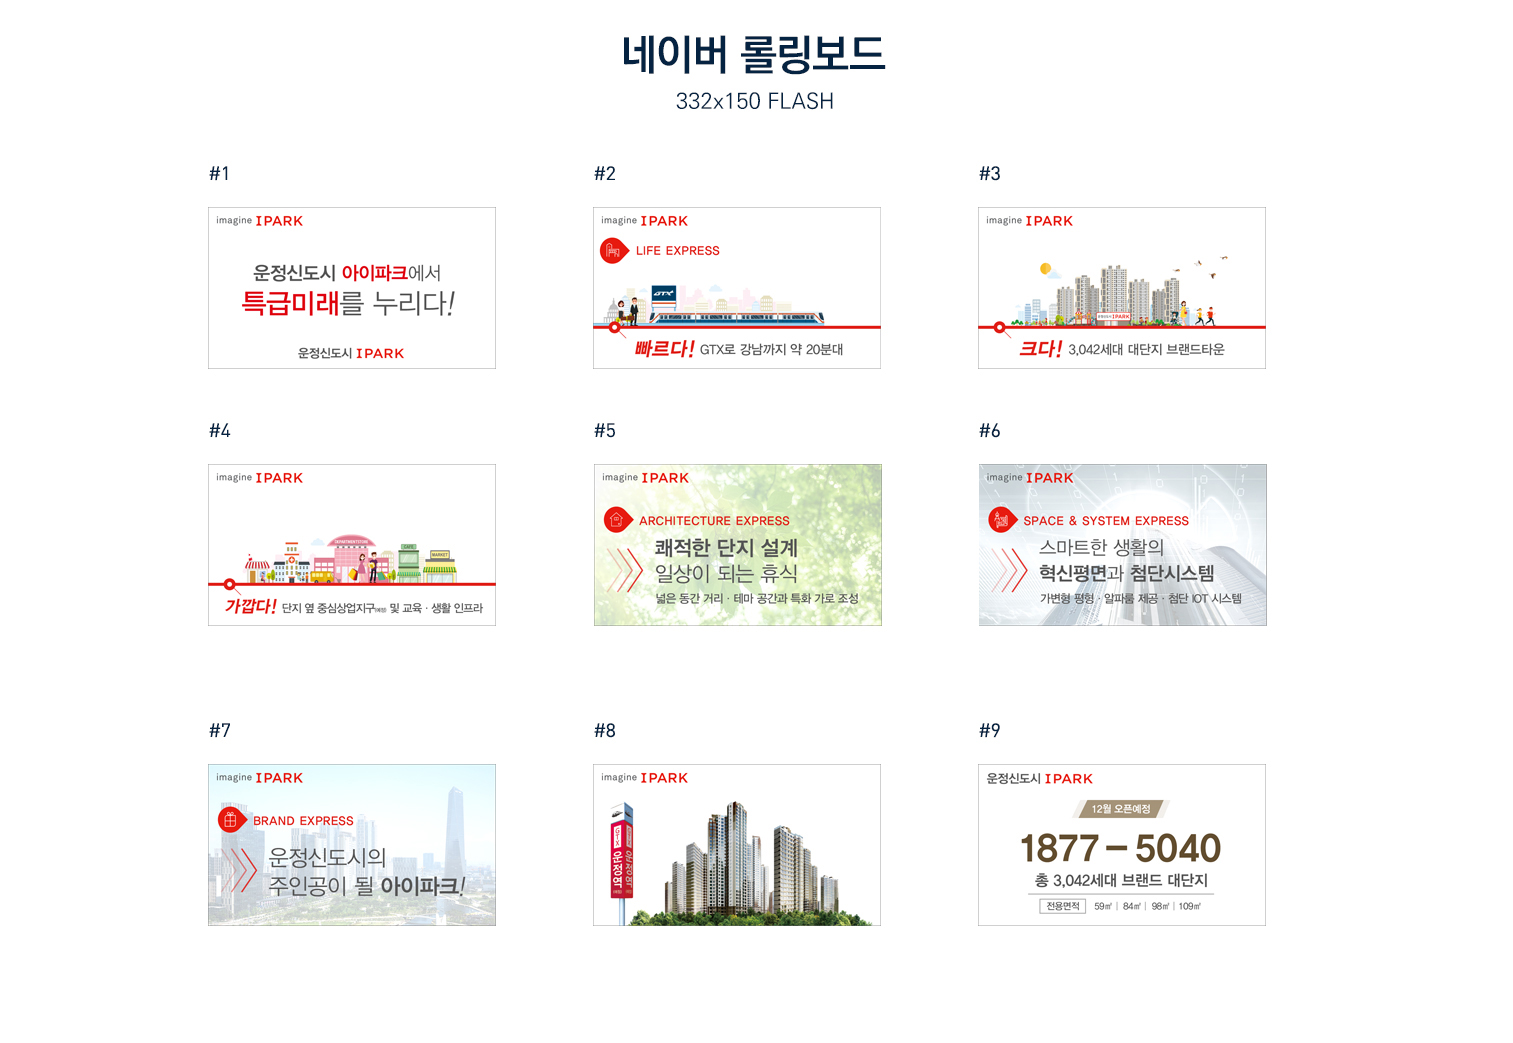 네이버 롤링보드
332x150 FLASH
#1
imagine IPARK
운정신도시 아이파크에서
특급미래를 누리다!
운정신도시 IPARK
#2
imagine IPARK
LIFE EXPRESS
GTX
빠르다! GTX로 강남까지 약 20분대
#3
imagine IPARK
IPARK
크다! 3,042세대 대단지 브랜드타운
#4
imagine IPARK
DEPARTMENT STORE
CAFE
MARKET
가깝다! 단지 옆 중심상업지구(예정) 및 교육 · 생활 인프라
#5
imagine IPARK
ARCHITECTURE EXPRESS
쾌적한 단지 설계
일상이 되는 휴식
넓은 동간 거리 · 테마 공간과 특화 가로 조성
#6
imagine IPARK
SPACE & SYSTEM EXPRESS
스마트한 생활의
혁신평면과 첨단시스템
가변형 평형 · 알파룸 제공 · 첨단 IOT 시스템
#7
imagine IPARK
BRAND EXPRESS
운정신도시의
주인공이 될 아이파크!
#8
imagine IPARK
GTX
운정역
운정역
#9
운정신도시 IPARK
12월 오픈예정
1877-5040
총 3,042세대 브랜드 대단지
전용면적 59㎡ | 84㎡ | 98㎡ | 109㎡